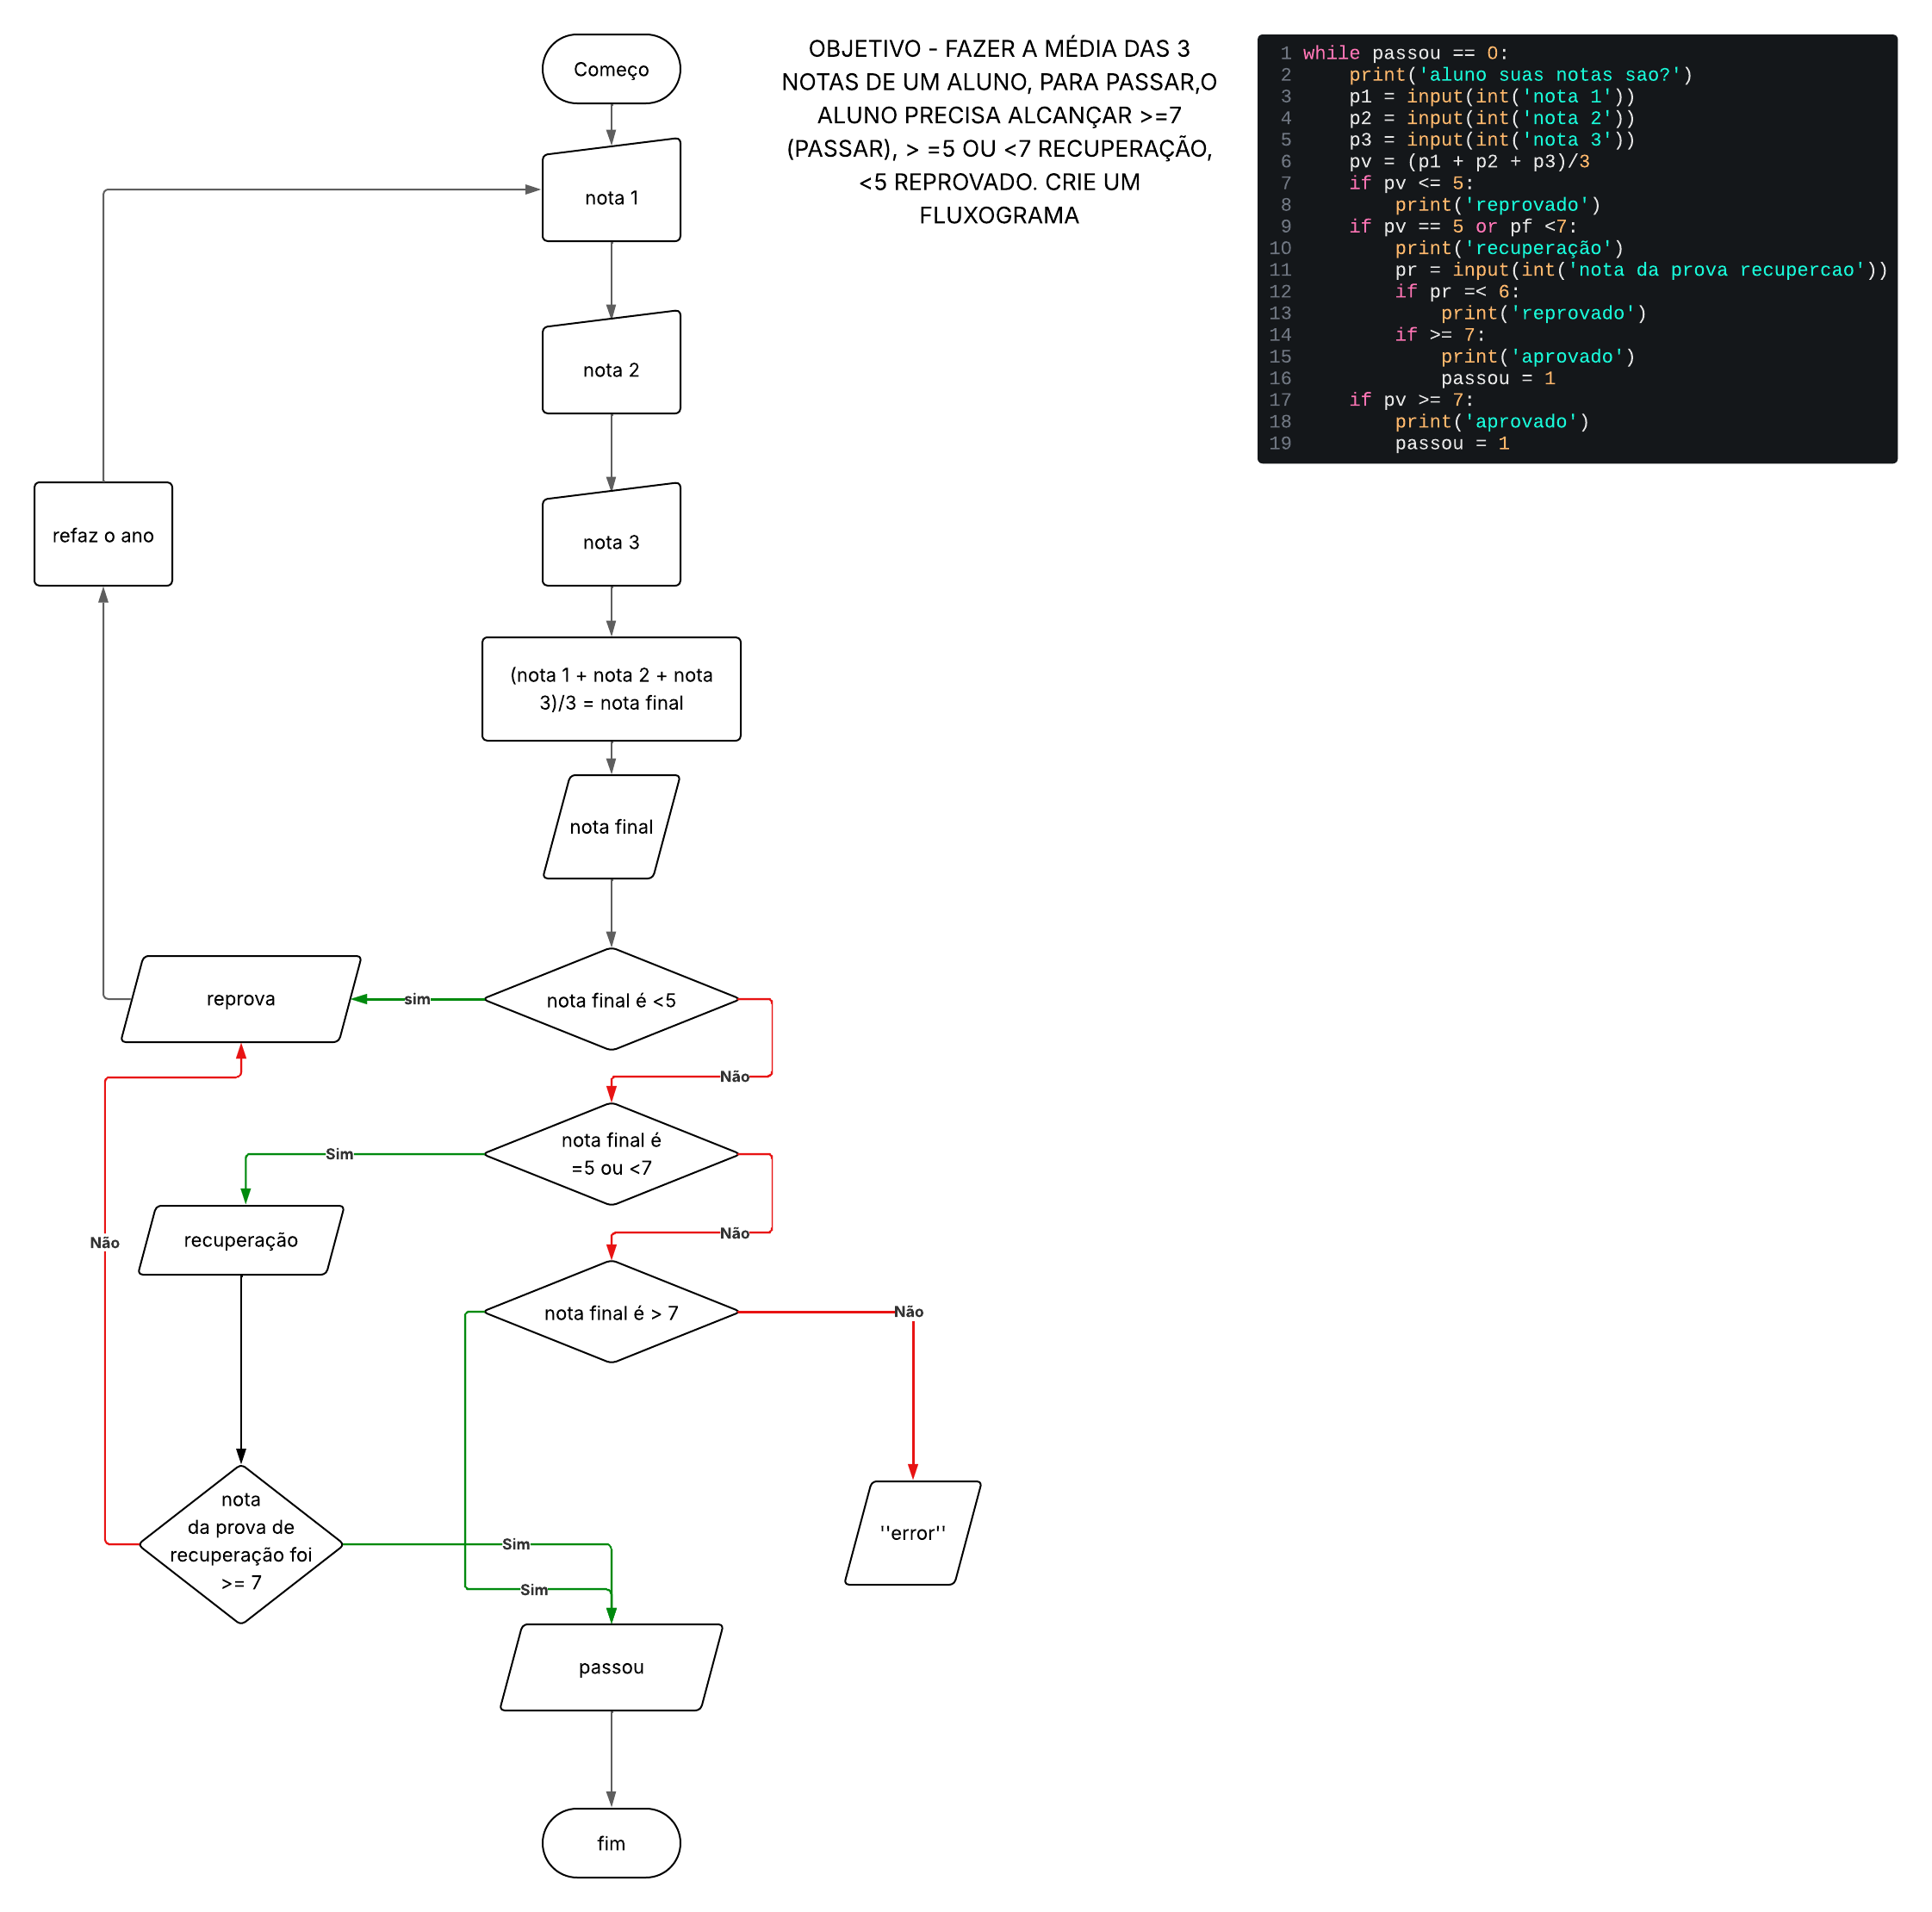 Começo
nota 1
nota 2
nota 3
refaz o ano
(nota 1 + nota 2 + nota
3)/3 = nota final
nota final
nota final é <5
sim
reprova
Não
nota final é
=5 ou <7
Sim
recuperação
Não
Não
nota final é > 7
Não
nota
da prova de
recuperação foi
>= 7
Sim
Sim
''error''
passou
fim
OBJETIVO - FAZER A MÉDIA DAS 3
NOTAS DE UM ALUNO, PARA PASSAR,O
ALUNO PRECISA ALCANÇAR >=7
(PASSAR), > =5 OU <7 RECUPERAÇÃO,
<5 REPROVADO. CRIE UM
FLUXOGRAMA
1 while passou == 0:
2     print('aluno suas notas sao?')
3     p1 = input(int('nota 1'))
4     p2 = input(int('nota 2'))
5     p3 = input(int('nota 3'))
6     pv = (p1 + p2 + p3)/3
7     if pv <= 5:
8         print('reprovado')
9     if pv == 5 or pf <7:
10         print('recuperação')
11         pr = input(int('nota da prova recupercao'))
12         if pr =< 6:
13             print('reprovado')
14         if >= 7:
15             print('aprovado')
16             passou = 1
17     if pv >= 7:
18         print('aprovado')
19         passou = 1